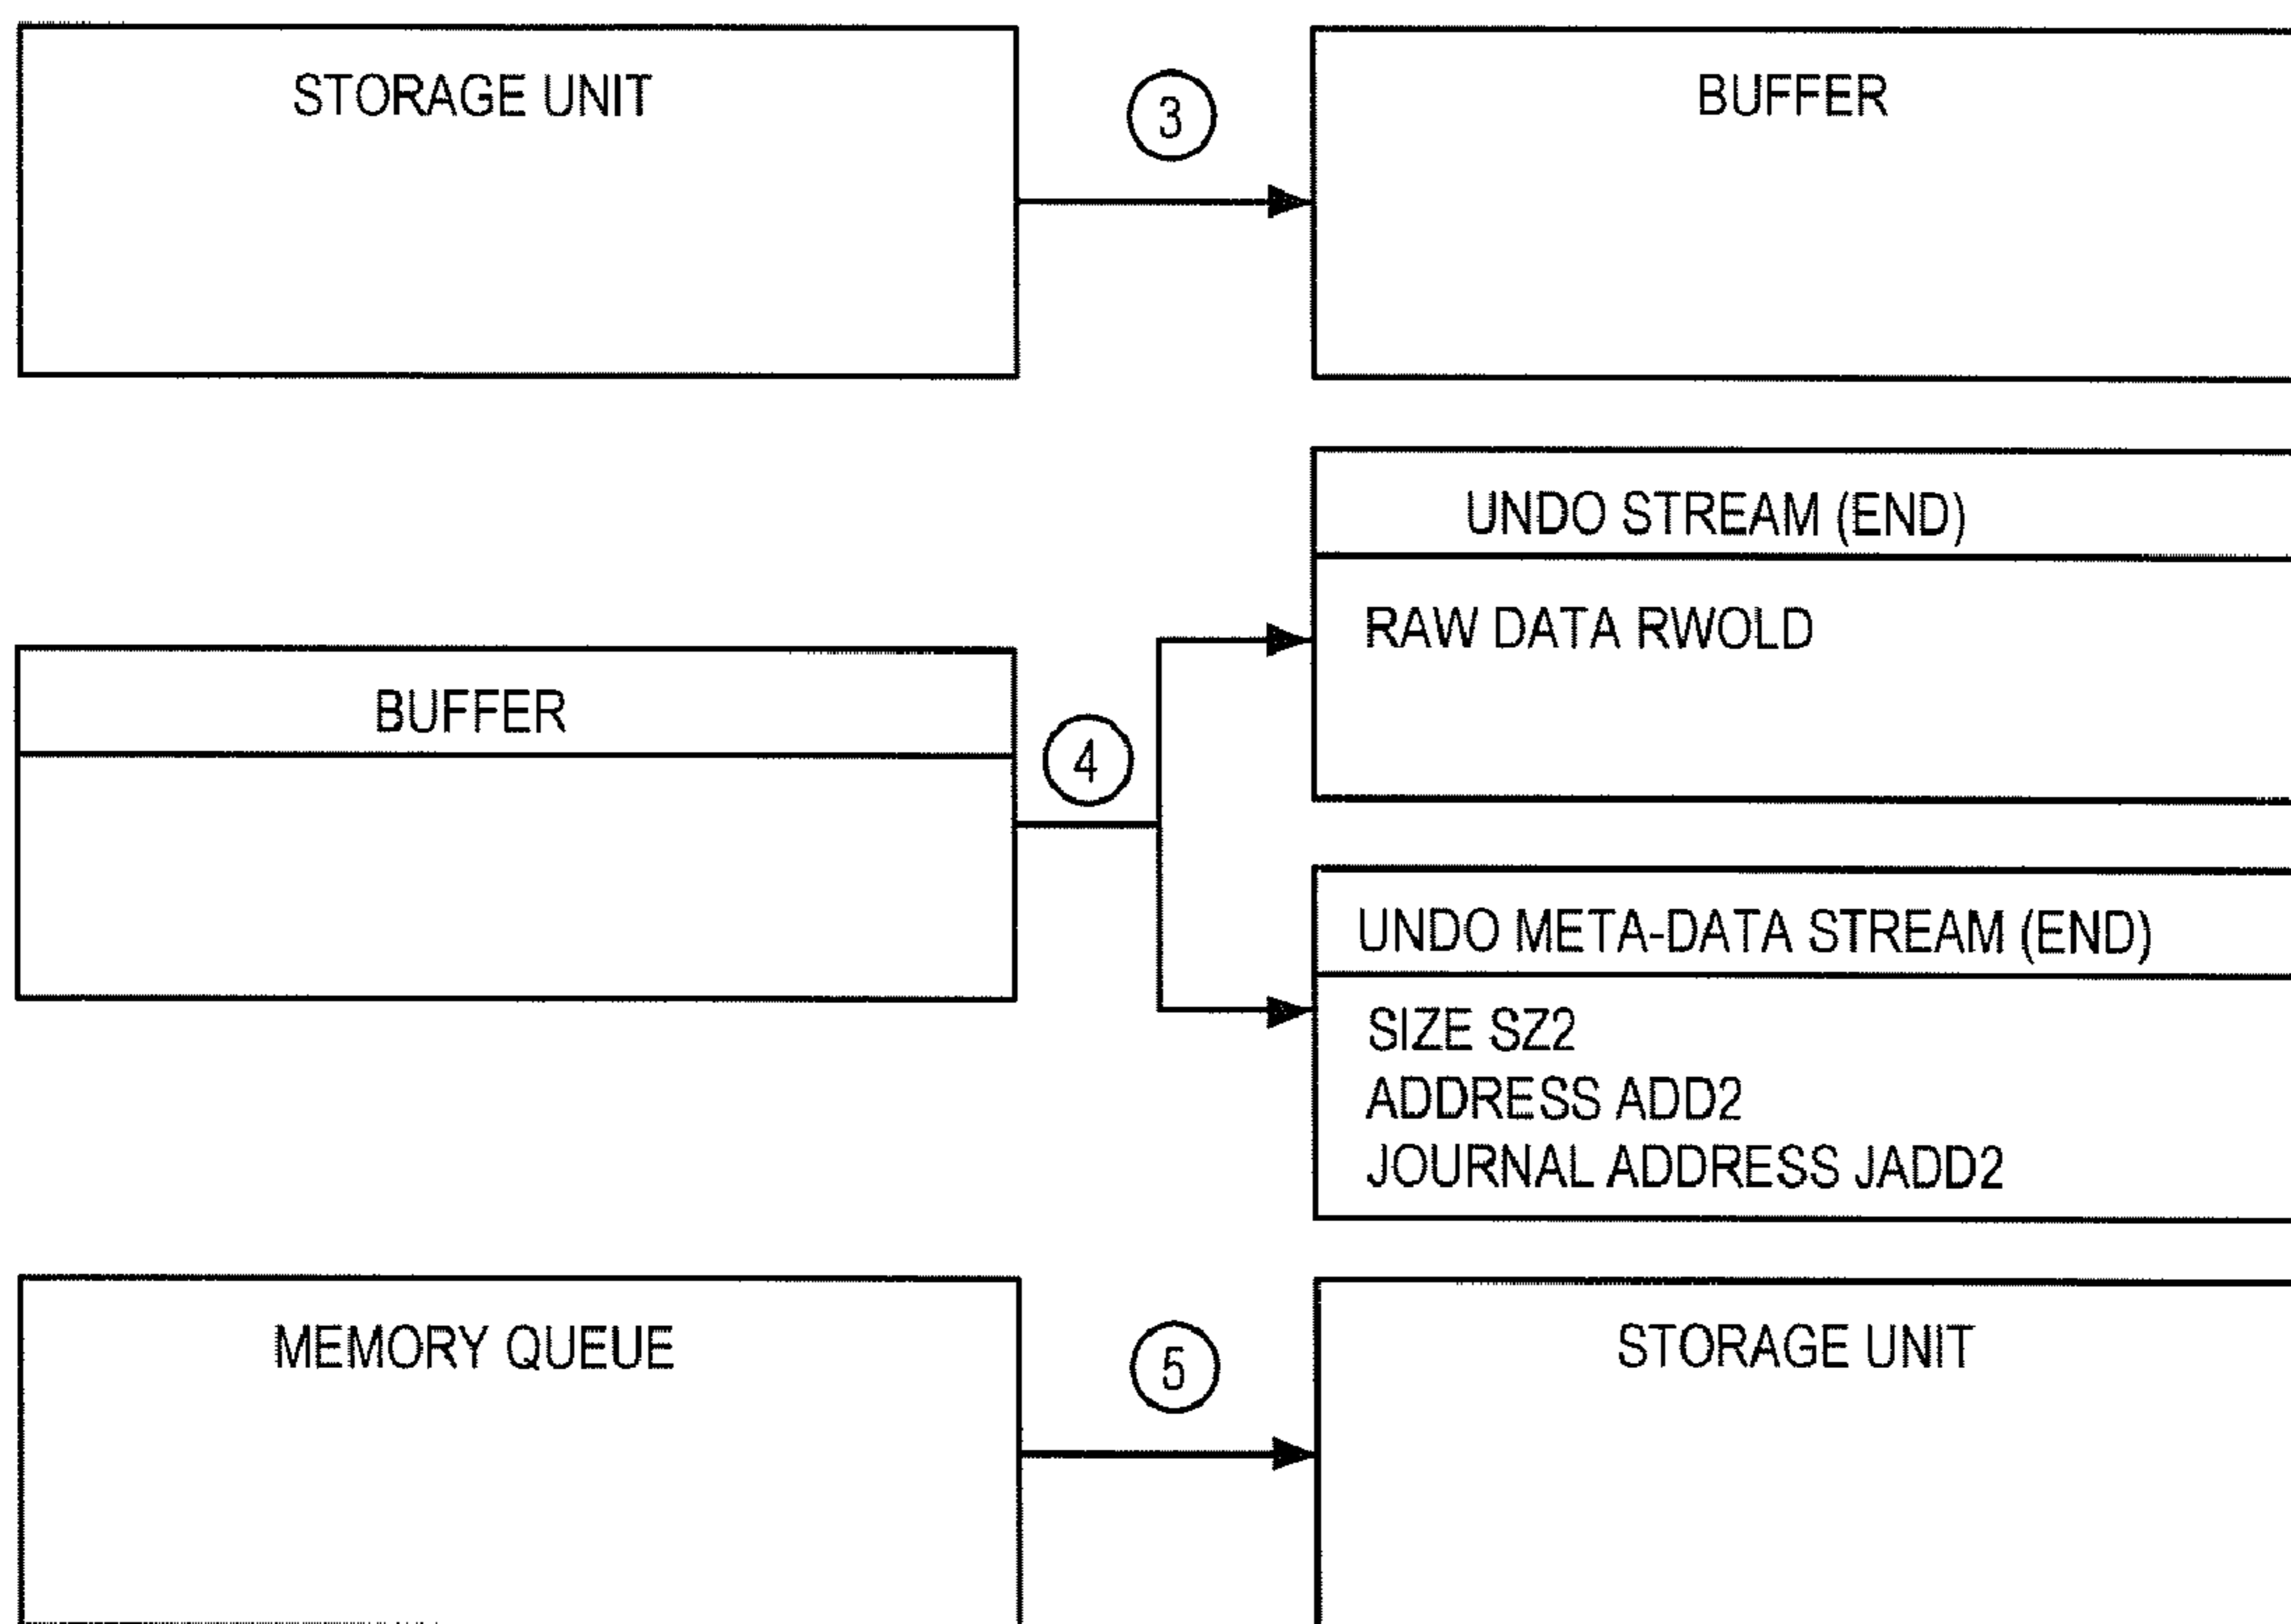 STORAGE UNIT
3
BUFFER
UNDO STREAM (END)
RAW DATA RWOLD
BUFFER
4
UNDO META-DATA STREAM (END)
SIZE SZ2
ADDRESS ADD2
JOURNAL ADDRESS JADD2
MEMORY QUEUE
5
STORAGE UNIT